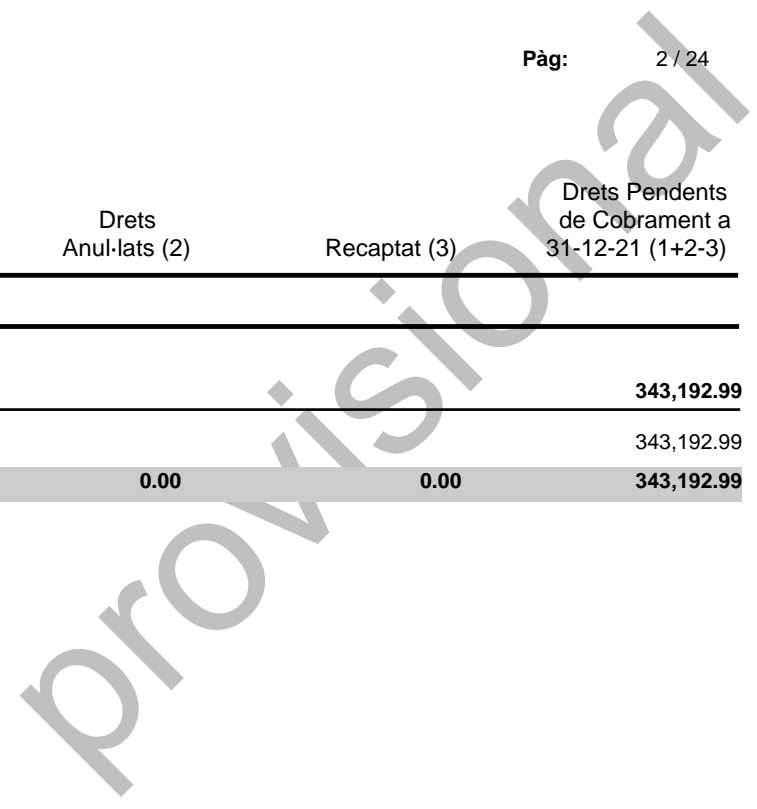 Pàg: 2 / 24
Drets
Anul·lats (2)
Recaptat (3)
Drets Pendents
de Cobrament a
31-12-21 (1+2-3)
343,192.99
343,192.99
0.00 0.00 343,192.99
provisional